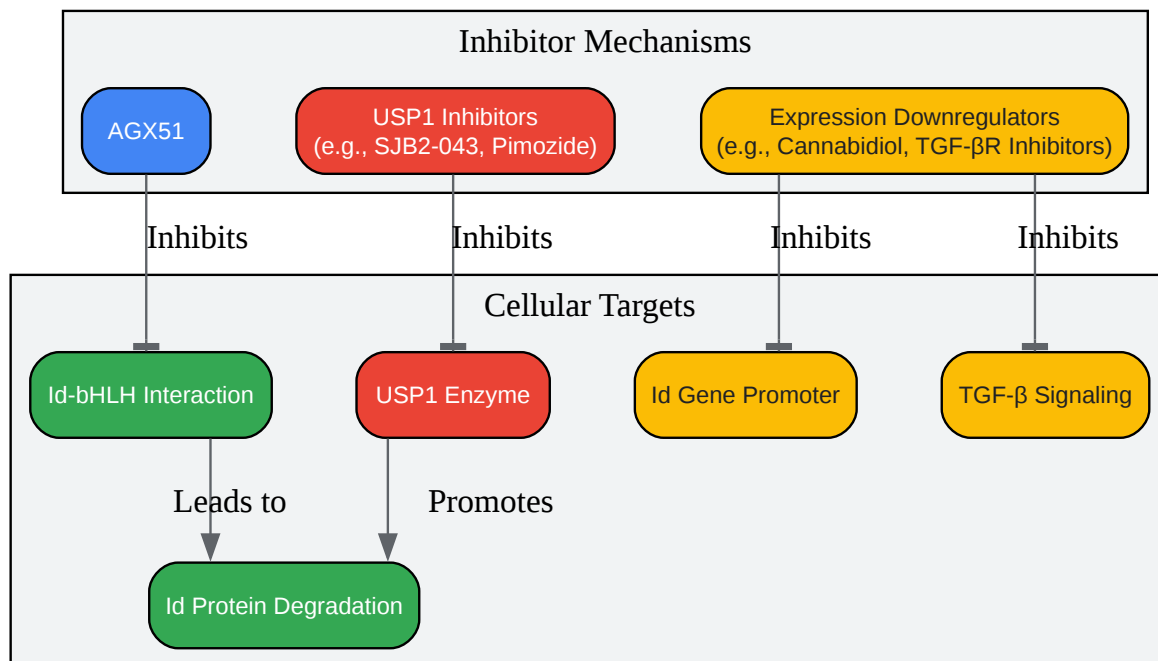 Inhibitor Mechanisms
AGX51
USP1 Inhibitors
(e.g., SJB2-043, Pimozide)
Expression Downregulators
(e.g., Cannabidiol, TGF-βR Inhibitors)
Inhibits
Inhibits
Inhibits
Inhibits
Cellular Targets
Id-bHLH Interaction
USP1 Enzyme
Id Gene Promoter
TGF-β Signaling
Leads to
Promotes
Id Protein Degradation